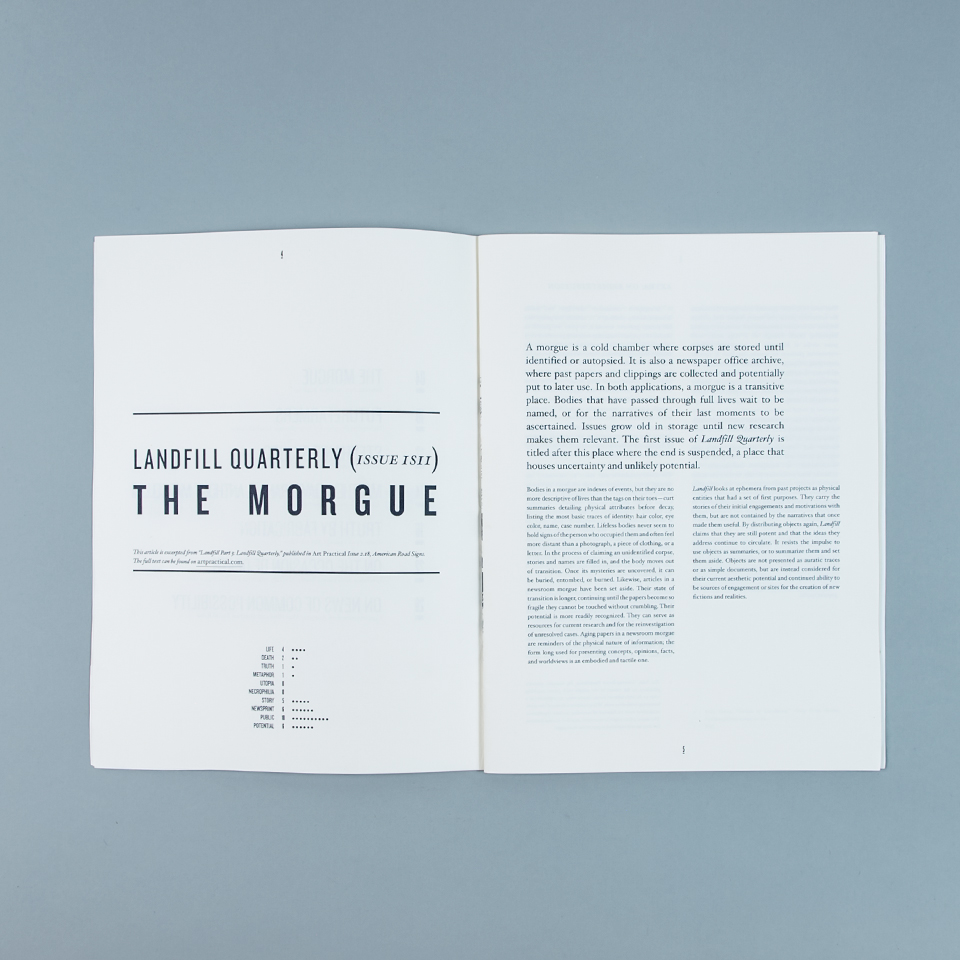 LANDFILL QUARTERLY (ISSUE 1S11)
THE MORGUE
This article is excerpted from "Landfill Part 3. Landfill Quarterly," published in Art Practical Issue 2.18, American Road Signs.
The full text can be found on artpractical.com.
LIFE 4
DEATH 2
TRUTH 1
METAPHOR 1
UTOPIA 0
NECROPHILIA 0
STORY 5
NEWSPRINT 6
PUBLIC 10
POTENTIAL 6
A morgue is a cold chamber where corpses are stored until
identified or autopsied. It is also a newspaper office archive,
where past papers and clippings are collected and potentially
put to later use. In both applications, a morgue is a transitive
place. Bodies that have passed through full lives wait to be
named, or for the narratives of their last moments to be
ascertained. Issues grow old in storage until new research
makes them relevant. The first issue of Landfill Quarterly is
titled after this place where the end is suspended, a place that
houses uncertainty and unlikely potential.
Bodies in a morgue are indexes of events, but they are no
more descriptive of lives than the tags on their toes—curt
summaries detailing physical attributes before decay,
listing the most basic traces of identity: hair color, eye
color, name, case number. Lifeless bodies never seem to
hold signs of the person who occupied them and often feel
more distant than a photograph, a piece of clothing, or a
letter. In the process of claiming an unidentified corpse,
stories and names are filled in, and the body moves out
of transition. Once its mysteries are uncovered, it can
be buried, entombed, or burned. Likewise, articles in a
newsroom morgue have been set aside. Their state of
transition is longer, continuing until the papers become so
fragile they cannot be touched without crumbling. Their
potential is more readily recognized. They can serve as
resources for current research and for the reinvestigation
of unresolved cases. Aging papers in a newsroom morgue
are reminders of the physical nature of information; the
form long used for presenting concepts, opinions, facts,
and worldviews is an embodied and tactile one.
Landfill looks at ephemera from past projects as physical
entities that had a set of first purposes. They carry the
stories of their initial engagements and motivations with
them, but are not contained by the narratives that once
made them useful. By distributing objects again, Landfill
claims that they are still potent and that the ideas they
address continue to circulate. It resists the impulse to
use objects as summaries, or to summarize them and set
them aside. Objects are not presented as auratic traces
or as simple documents, but are instead considered for
their current aesthetic potential and continued ability to
be sources of engagement or sites for the creation of new
fictions and realities.